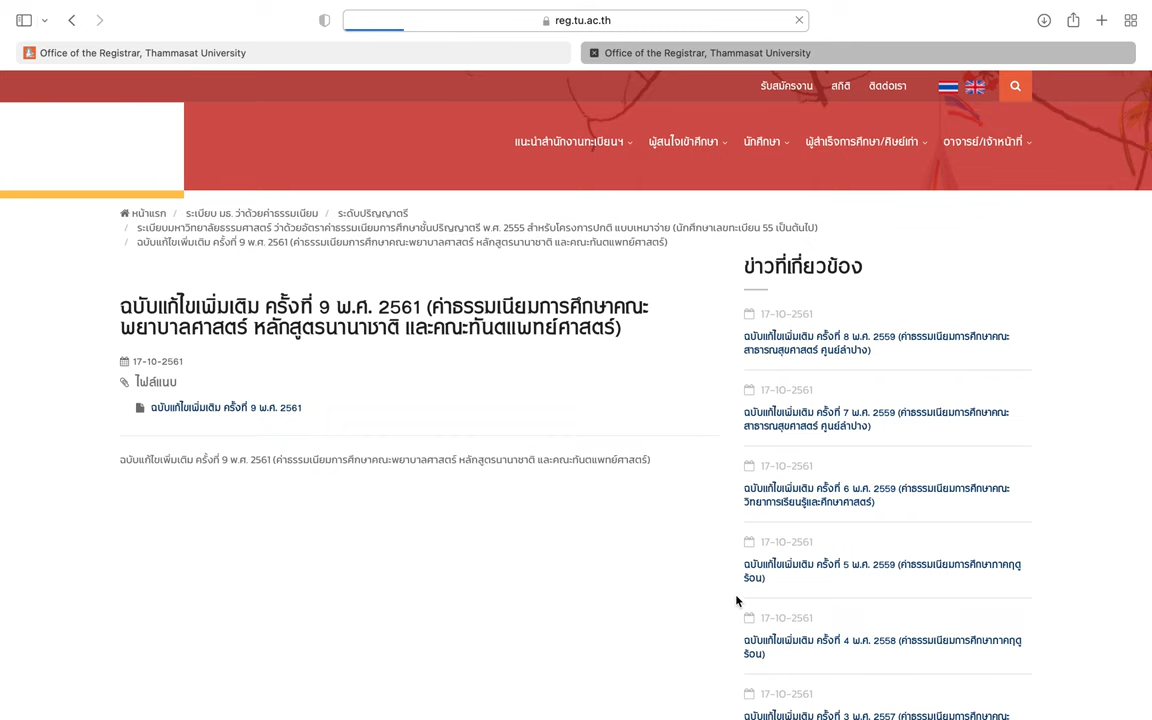 reg.tu.ac.th
Office of the Registrar, Thammasat University
Office of the Registrar, Thammasat University
รับสมัครงาน สถิติ ติดต่อเรา
แนะนำสำนักงานทะเบียนฯ ผู้สนใจเข้าศึกษา นักศึกษา ผู้สำเร็จการศึกษา/ศิษย์เก่า อาจารย์/เจ้าหน้าที่
หน้าแรก / ระเบียบ มธ. ว่าด้วยค่าธรรมเนียม / ระดับปริญญาตรี
/ ระเบียบมหาวิทยาลัยธรรมศาสตร์ ว่าด้วยอัตราค่าธรรมเนียมการศึกษาชั้นปริญญาตรี พ.ศ. 2555 สำหรับโครงการปกติ แบบเหมาจ่าย (นักศึกษาเลขทะเบียน 55 เป็นต้นไป)
/ ฉบับแก้ไขเพิ่มเติม ครั้งที่ 9 พ.ศ. 2561 (ค่าธรรมเนียมการศึกษาคณะพยาบาลศาสตร์ หลักสูตรนานาชาติ และคณะทันตแพทย์ศาสตร์)
ฉบับแก้ไขเพิ่มเติม ครั้งที่ 9 พ.ศ. 2561 (ค่าธรรมเนียมการศึกษาคณะ
พยาบาลศาสตร์ หลักสูตรนานาชาติ และคณะทันตแพทย์ศาสตร์)
17-10-2561
ไฟล์แนบ
ฉบับแก้ไขเพิ่มเติม ครั้งที่ 9 พ.ศ. 2561
ฉบับแก้ไขเพิ่มเติม ครั้งที่ 9 พ.ศ. 2561 (ค่าธรรมเนียมการศึกษาคณะพยาบาลศาสตร์ หลักสูตรนานาชาติ และคณะทันตแพทย์ศาสตร์)
ข่าวที่เกี่ยวข้อง
17-10-2561
ฉบับแก้ไขเพิ่มเติม ครั้งที่ 8 พ.ศ. 2559 (ค่าธรรมเนียมการศึกษาคณะ
สาธารณสุขศาสตร์ ศูนย์ลำปาง)
17-10-2561
ฉบับแก้ไขเพิ่มเติม ครั้งที่ 7 พ.ศ. 2559 (ค่าธรรมเนียมการศึกษาคณะ
สาธารณสุขศาสตร์ ศูนย์ลำปาง)
17-10-2561
ฉบับแก้ไขเพิ่มเติม ครั้งที่ 6 พ.ศ. 2559 (ค่าธรรมเนียมการศึกษาคณะ
วิทยาการเรียนรู้และศึกษาศาสตร์)
17-10-2561
ฉบับแก้ไขเพิ่มเติม ครั้งที่ 5 พ.ศ. 2559 (ค่าธรรมเนียมการศึกษาภาคฤดู
ร้อน)
17-10-2561
ฉบับแก้ไขเพิ่มเติม ครั้งที่ 4 พ.ศ. 2558 (ค่าธรรมเนียมการศึกษาภาคฤดู
ร้อน)
17-10-2561
ฉบับแก้ไขเพิ่มเติม ครั้งที่ 3 พ.ศ. 2557 (ค่าธรรมเนียมการศึกษาคณะ